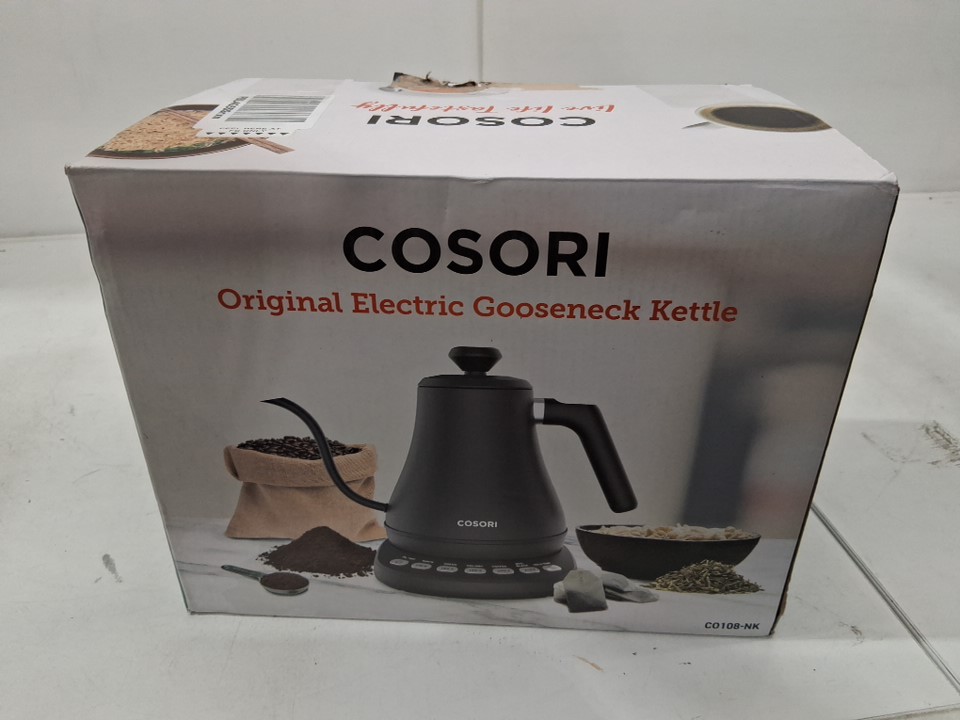 live life tastefully
COSORI
COSORI
Original Electric Gooseneck Kettle
COSORI
CO108-NK